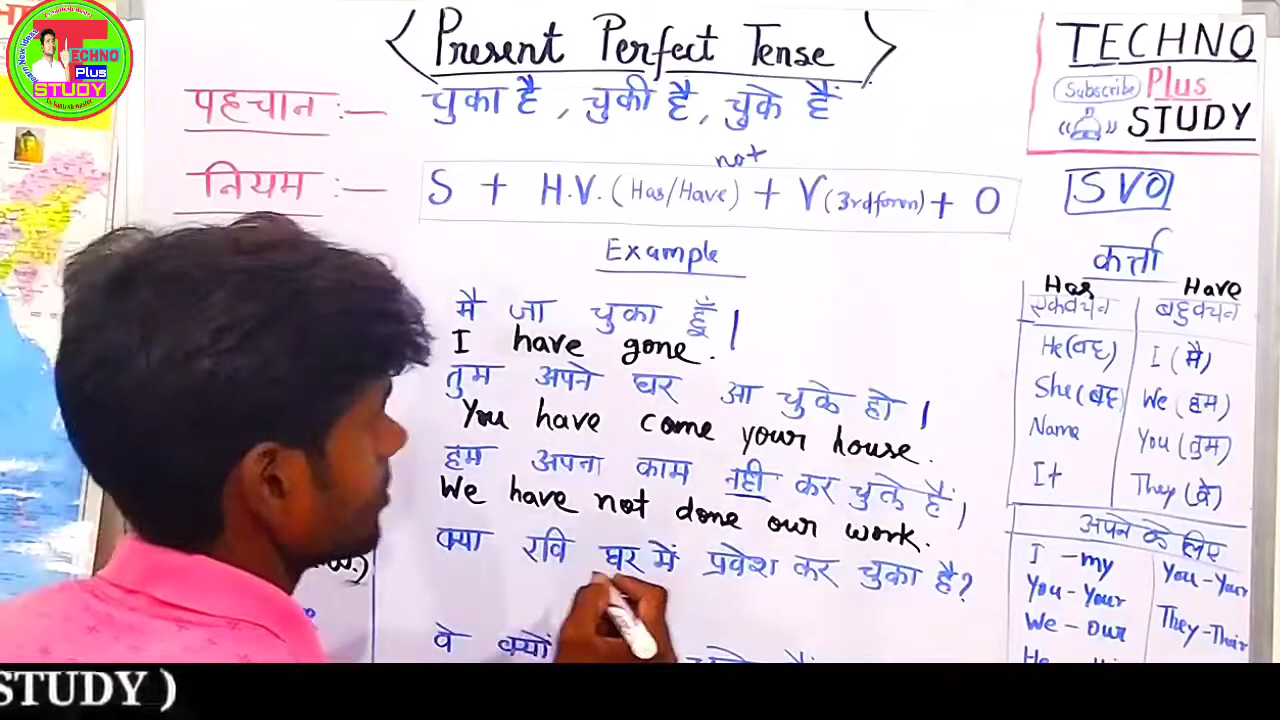 < Present Perfect Tense >
पहचान :— चुका है, चुकी है, चुके हैं
not
नियम :— S + H.V. (Has/Have) + V (3rd form) + O
Example
मै जा चुका हूँ |
I have gone.
तुम अपने घर आ चुके हो |
You have come your house.
हम अपना काम नही कर चुके हैं |
We have not done our work.
क्या रवि घर में प्रवेश कर चुका है?
वे क्यों
TECHNO
Subscribe Plus
STUDY
SVO
कर्त्ता
Has Have
एकवचन बहुवचन
He (वह) I (मै)
She (वह) We (हम)
Name You (तुम)
It They (वे)
अपने के लिए
I - my You - Your
You - Your They - Their
We - our
He
TECHNO
Plus
STUDY
STUDY )